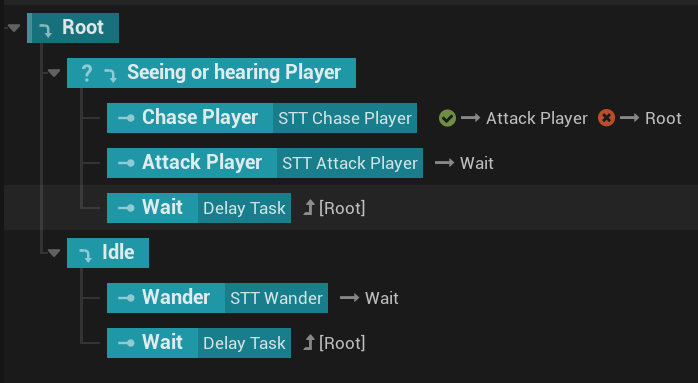 Root
? Seeing or hearing Player
Chase Player STT Chase Player Attack Player Root
Attack Player STT Attack Player Wait
Wait Delay Task [Root]
Idle
Wander STT Wander Wait
Wait Delay Task [Root]